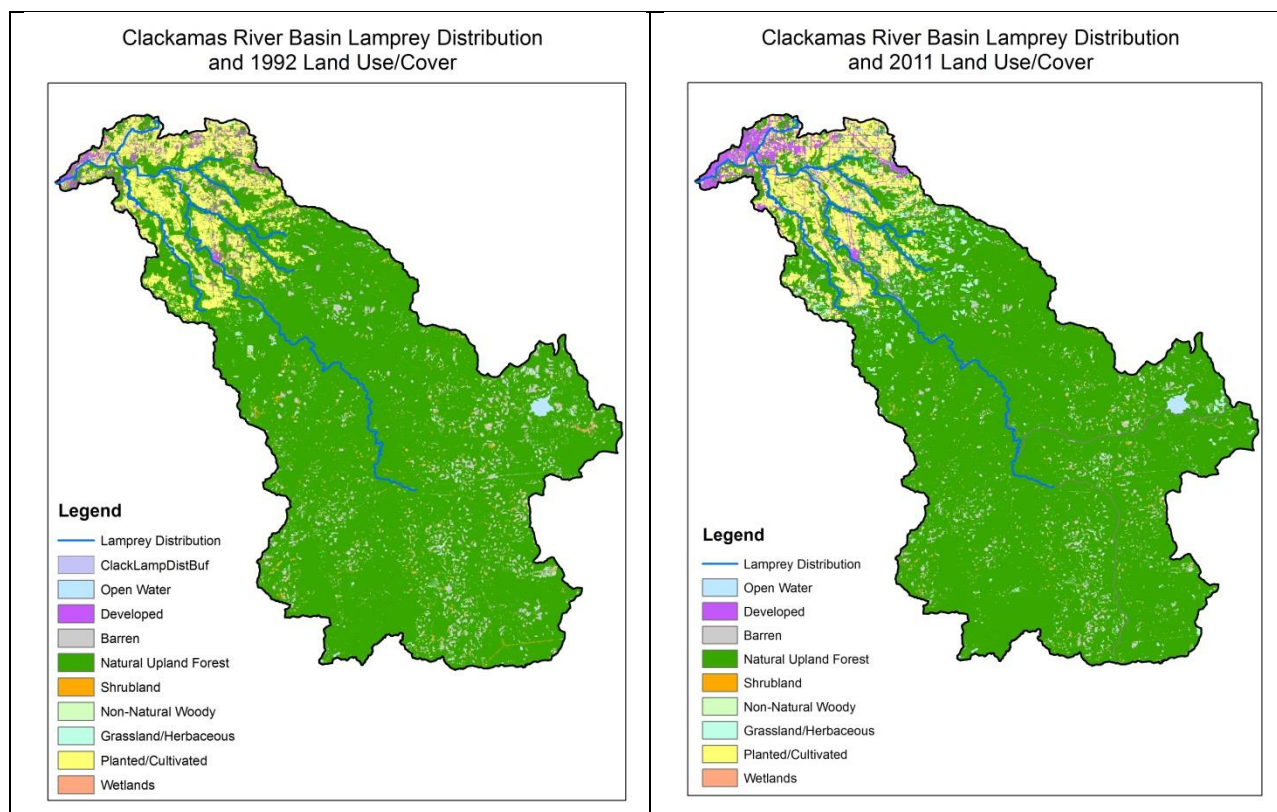 Clackamas River Basin Lamprey Distribution
and 1992 Land Use/Cover
Legend
Lamprey Distribution
ClackLampDistBuf
Open Water
Developed
Barren
Natural Upland Forest
Shrubland
Non-Natural Woody
Grassland/Herbaceous
Planted/Cultivated
Wetlands
Clackamas River Basin Lamprey Distribution
and 2011 Land Use/Cover
Legend
Lamprey Distribution
Open Water
Developed
Barren
Natural Upland Forest
Shrubland
Non-Natural Woody
Grassland/Herbaceous
Planted/Cultivated
Wetlands